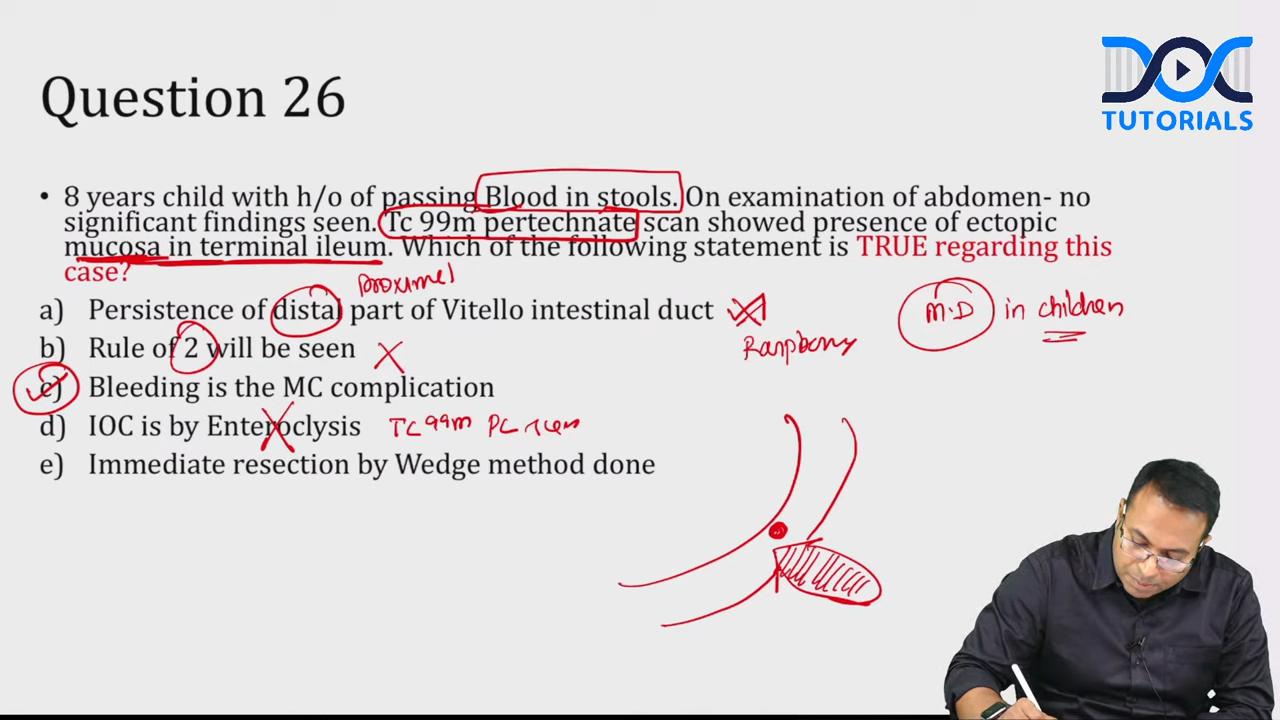 DOC
TUTORIALS
Question 26
• 8 years child with h/o of passing Blood in stools. On examination of abdomen- no
significant findings seen. Tc 99m pertechnate scan showed presence of ectopic
mucosa in terminal ileum. Which of the following statement is TRUE regarding this
case?
proximal
a) Persistence of distal part of Vitello intestinal duct
M.D in children
Raspberry
b) Rule of 2 will be seen
c) Bleeding is the MC complication
d) IOC is by Enteroclysis
TC 99m PC
e) Immediate resection by Wedge method done